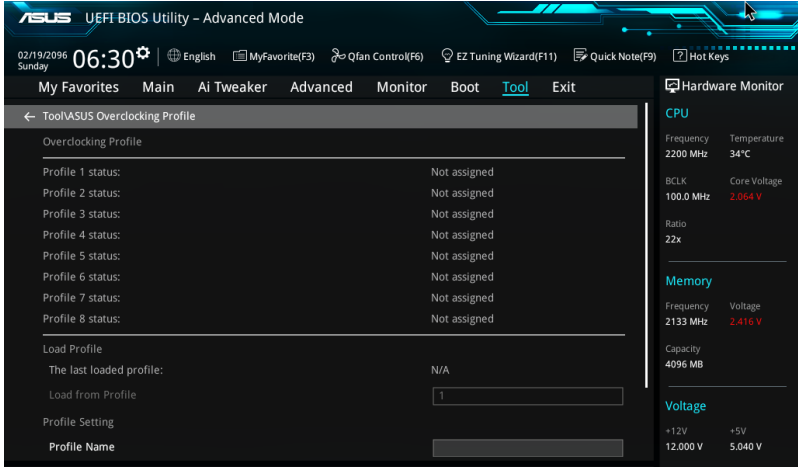 ASUS UEFI BIOS Utility – Advanced Mode
02/19/2096 Sunday 06:30 English MyFavorite(F3) Qfan Control(F6) EZ Tuning Wizard(F11) Quick Note(F9) ? Hot Keys
My Favorites Main Ai Tweaker Advanced Monitor Boot Tool Exit
Hardware Monitor
← Tool\ASUS Overclocking Profile
Overclocking Profile
Profile 1 status: Not assigned
Profile 2 status: Not assigned
Profile 3 status: Not assigned
Profile 4 status: Not assigned
Profile 5 status: Not assigned
Profile 6 status: Not assigned
Profile 7 status: Not assigned
Profile 8 status: Not assigned
Load Profile
The last loaded profile: N/A
Load from Profile 1
Profile Setting
Profile Name
CPU
Frequency Temperature
2200 MHz 34°C
BCLK Core Voltage
100.0 MHz 2.064 V
Ratio
22x
Memory
Frequency Voltage
2133 MHz 2.416 V
Capacity
4096 MB
Voltage
+12V +5V
12.000 V 5.040 V